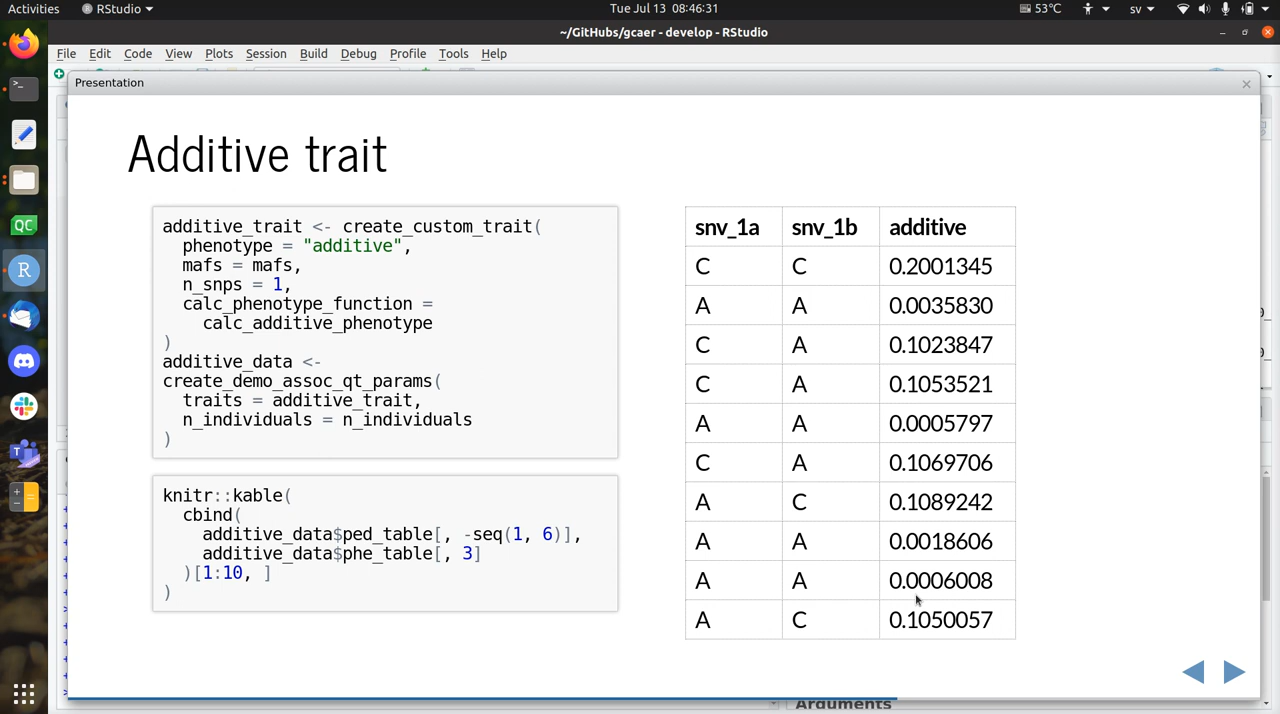 Activities
RStudio
Tue Jul 13 08:46:31
53°C
sv
~/GitHubs/gcaer - develop - RStudio
File Edit Code View Plots Session Build Debug Profile Tools Help
Presentation
Additive trait
additive_trait <- create_custom_trait(
phenotype = "additive",
mafs = mafs,
n_snps = 1,
calc_phenotype_function =
calc_additive_phenotype
)
additive_data <-
create_demo_assoc_qt_params(
traits = additive_trait,
n_individuals = n_individuals
)
knitr::kable(
cbind(
additive_data$ped_table[, -seq(1, 6)],
additive_data$phe_table[, 3]
)[1:10, ]
)
snv_1a snv_1b additive
C C 0.2001345
A A 0.0035830
C A 0.1023847
C A 0.1053521
A A 0.0005797
C A 0.1069706
A C 0.1089242
A A 0.0018606
A A 0.0006008
A C 0.1050057
QC
R
Arguments